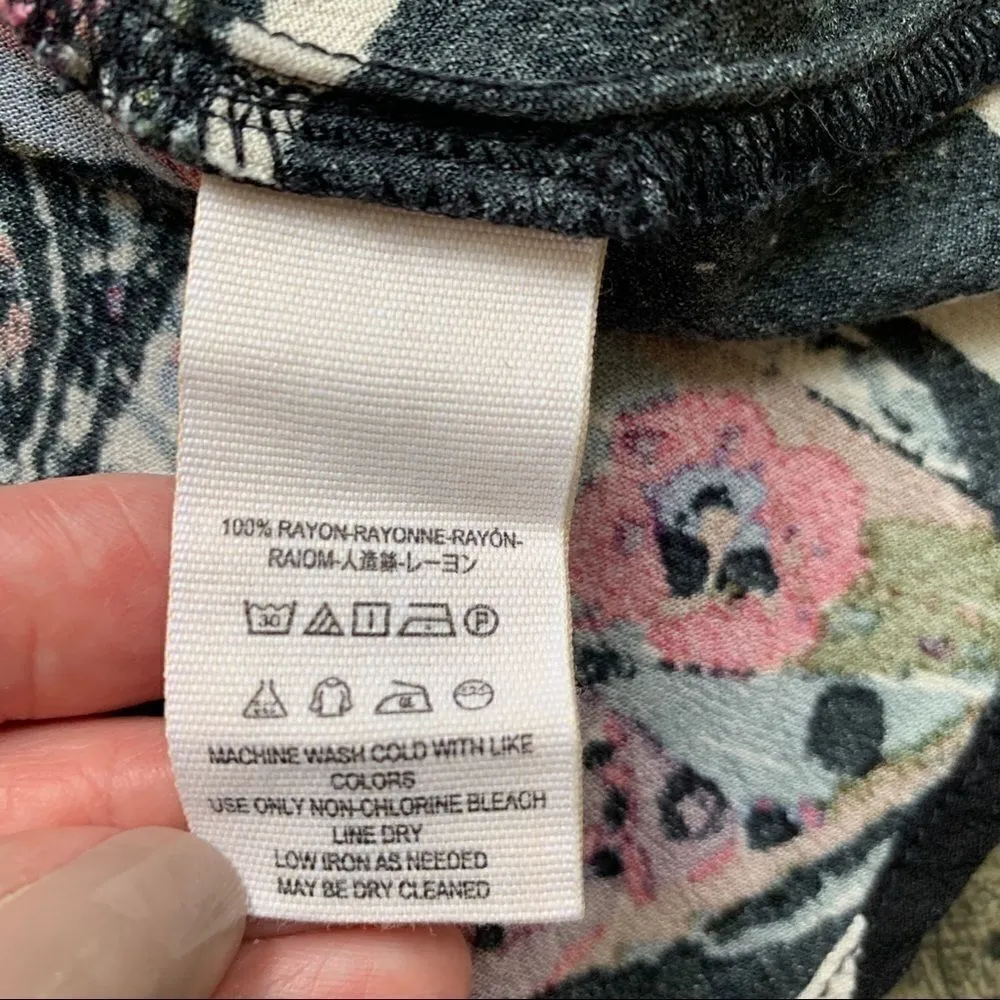 100% RAYON-RAYONNE-RAYÓN-
RAIOM-人造絲-レーヨン
30 P
MACHINE WASH COLD WITH LIKE
COLORS
USE ONLY NON-CHLORINE BLEACH
LINE DRY
LOW IRON AS NEEDED
MAY BE DRY CLEANED